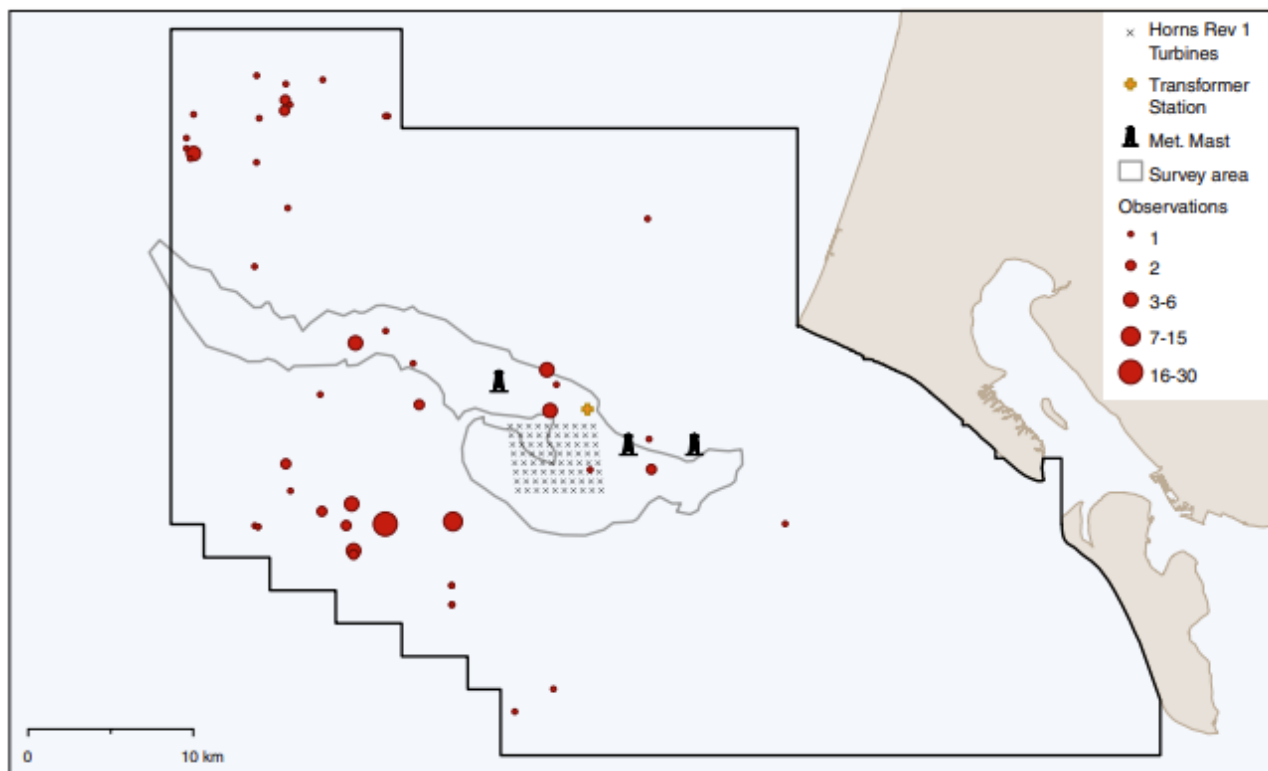 Horns Rev 1
Turbines
Transformer
Station
Met. Mast
Survey area
Observations
1
2
3-6
7-15
16-30
0
10 km